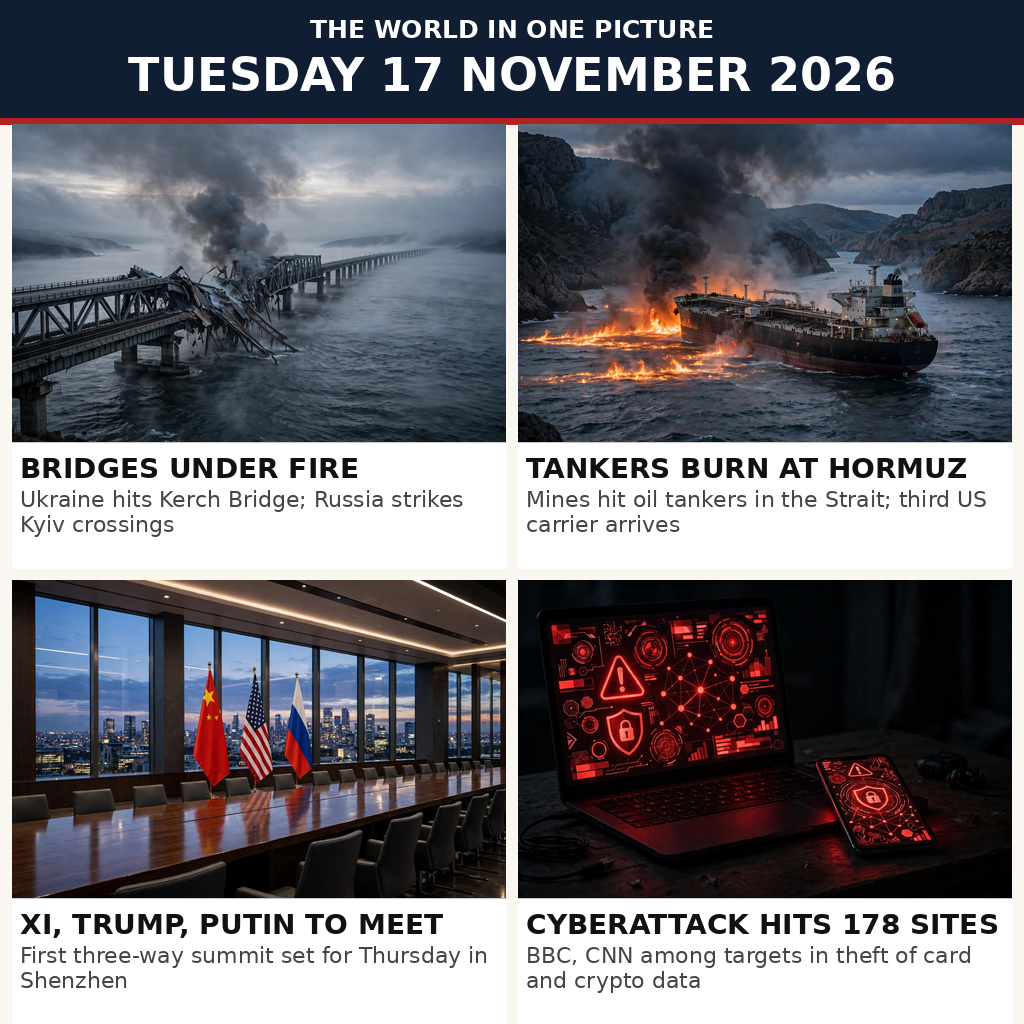 THE WORLD IN ONE PICTURE
TUESDAY 17 NOVEMBER 2026
BRIDGES UNDER FIRE
Ukraine hits Kerch Bridge; Russia strikes
Kyiv crossings
TANKERS BURN AT HORMUZ
Mines hit oil tankers in the Strait; third US
carrier arrives
XI, TRUMP, PUTIN TO MEET
First three-way summit set for Thursday in
Shenzhen
CYBERATTACK HITS 178 SITES
BBC, CNN among targets in theft of card
and crypto data